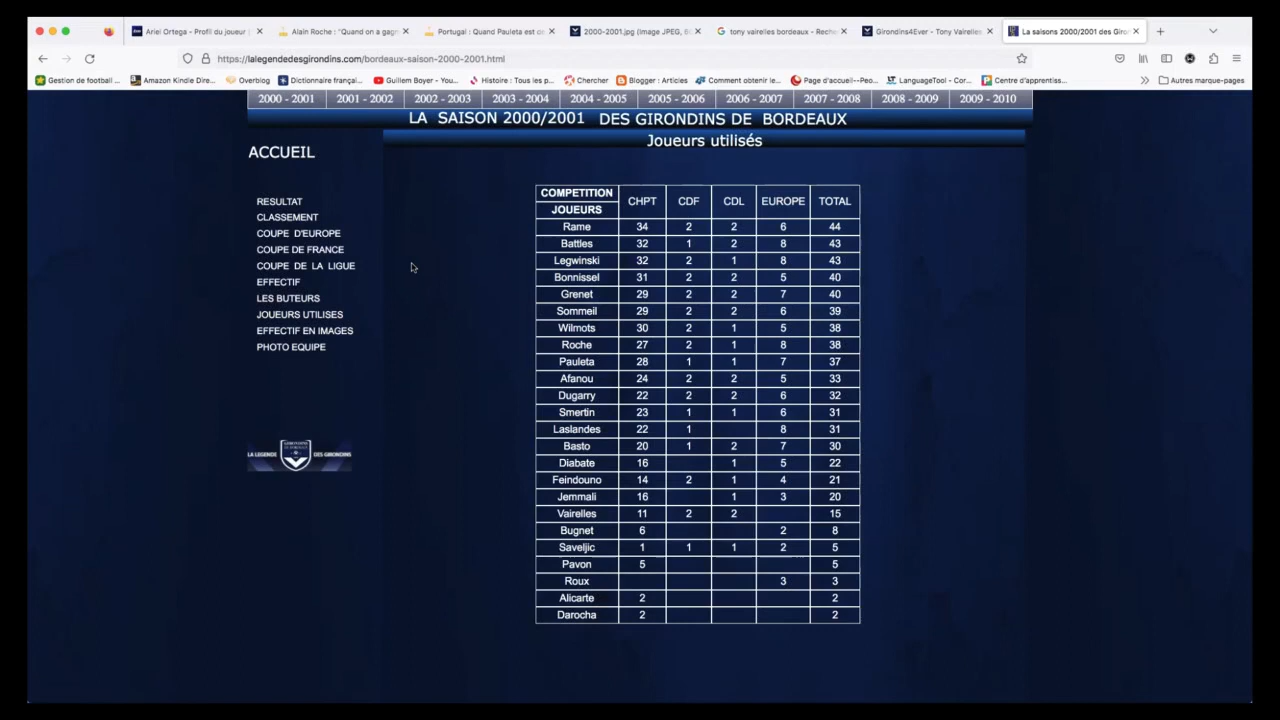 Ariel Ortega - Profil du joueur : × Alain Roche : "Quand on a gagn × Portugal : Quand Pauleta est de × 2000-2001.jpg (Image JPEG, × tony vairelles bordeaux - Reche × Girondins4Ever - Tony Vairelles × La saisons 2000/2001 des Giron × +
https://lalegendedesgirondins.com/bordeaux-saison-2000-2001.html
Gestion de football ... Amazon Kindle Dire... Overblog Dictionnaire françai... Guillem Boyer - You... Histoire : Tous les p... Chercher Blogger : Articles Comment obtenir le... Page d'accueil--Peo... LanguageTool - Cor... Centre d'apprentiss... Autres marque-pages
2000 - 2001 2001 - 2002 2002 - 2003 2003 - 2004 2004 - 2005 2005 - 2006 2006 - 2007 2007 - 2008 2008 - 2009 2009 - 2010
LA SAISON 2000/2001 DES GIRONDINS DE BORDEAUX
Joueurs utilisés
ACCUEIL
RESULTAT
CLASSEMENT
COUPE D'EUROPE
COUPE DE FRANCE
COUPE DE LA LIGUE
EFFECTIF
LES BUTEURS
JOUEURS UTILISES
EFFECTIF EN IMAGES
PHOTO EQUIPE
LA LEGENDE DES GIRONDINS
COMPETITION
JOUEURS CHPT CDF CDL EUROPE TOTAL
Rame 34 2 2 6 44
Battles 32 1 2 8 43
Legwinski 32 2 1 8 43
Bonnissel 31 2 2 5 40
Grenet 29 2 2 7 40
Sommeil 29 2 2 6 39
Wilmots 30 2 1 5 38
Roche 27 2 1 8 38
Pauleta 28 1 1 7 37
Afanou 24 2 2 5 33
Dugarry 22 2 2 6 32
Smertin 23 1 1 6 31
Laslandes 22 1 8 31
Basto 20 1 2 7 30
Diabate 16 1 5 22
Feindouno 14 2 1 4 21
Jemmali 16 1 3 20
Vairelles 11 2 2 15
Bugnet 6 2 8
Saveljic 1 1 1 2 5
Pavon 5 5
Roux 3 3
Alicarte 2 2
Darocha 2 2